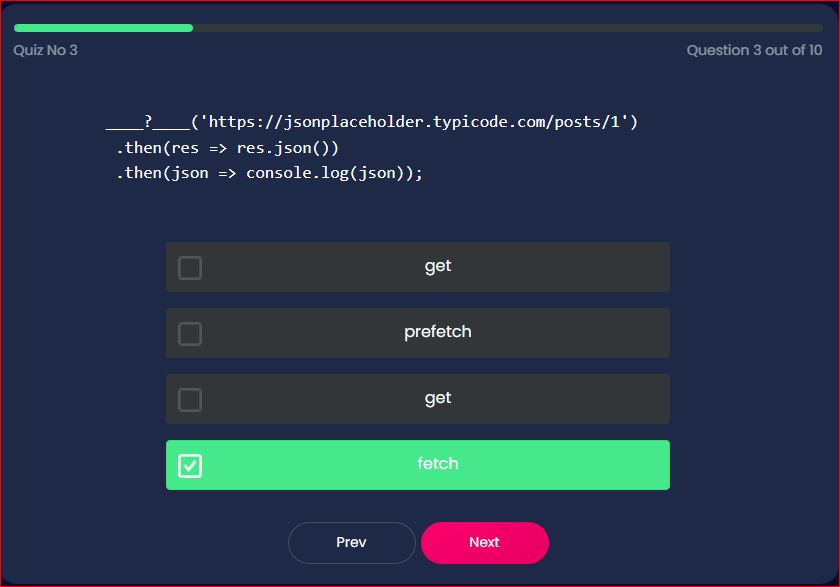 Quiz No 3
Question 3 out of 10
____?____('https://jsonplaceholder.typicode.com/posts/1')
.then(res => res.json())
.then(json => console.log(json));
get
prefetch
get
fetch
Prev
Next